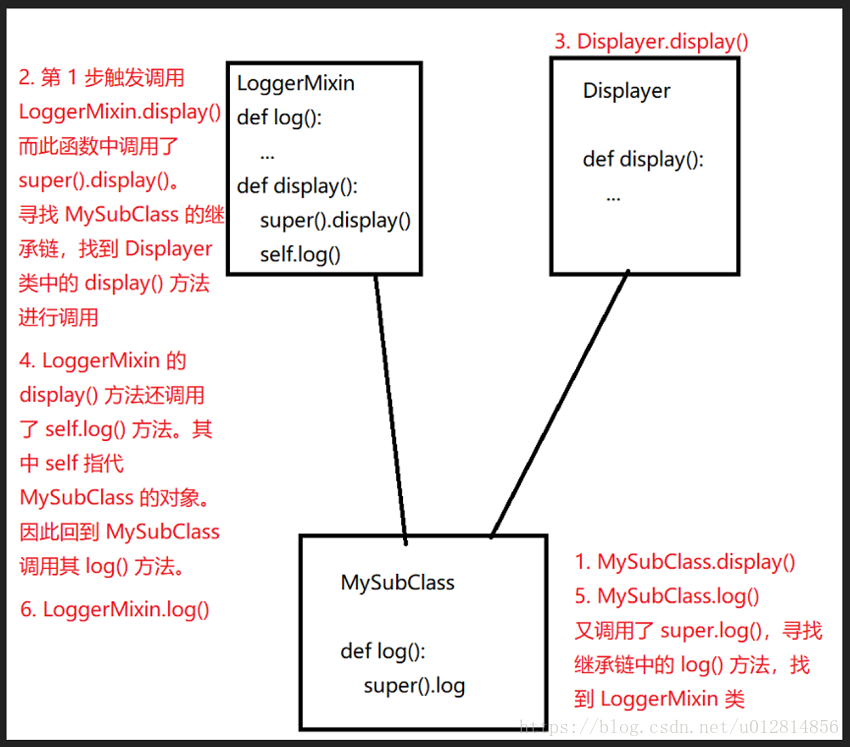 3. Displayer.display()
2. 第 1 步触发调用
LoggerMixin.display()
而此函数中调用了
super().display()。
寻找 MySubClass 的继
承链，找到 Displayer
类中的 display() 方法
进行调用
4. LoggerMixin 的
display() 方法还调用
了 self.log() 方法。其
中 self 指代
MySubClass 的对象。
因此回到 MySubClass
调用其 log() 方法。
6. LoggerMixin.log()
LoggerMixin
def log():
...
def display():
super().display()
self.log()
Displayer
def display():
...
MySubClass
def log():
super().log
1. MySubClass.display()
5. MySubClass.log()
又调用了 super.log()，寻找
继承链中的 log() 方法，找
到 LoggerMixin 类
https://blog.csdn.net/u012814856